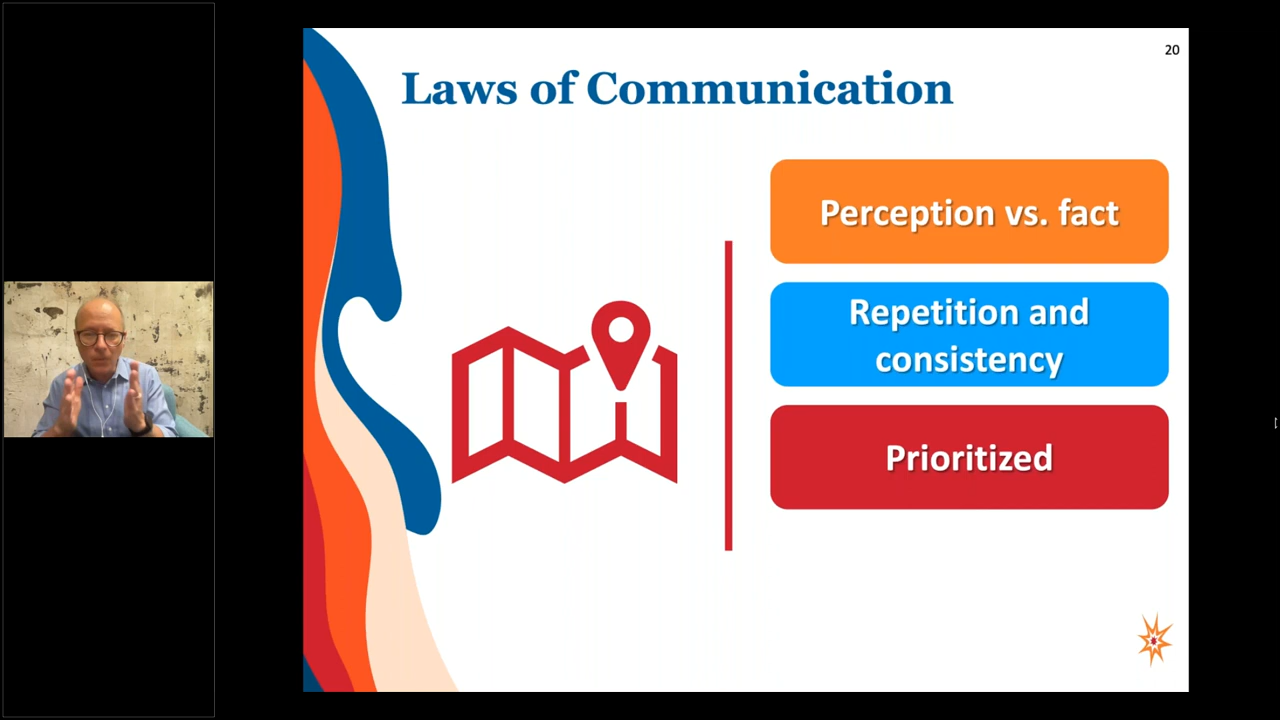 20
Laws of Communication
Perception vs. fact
Repetition and
consistency
Prioritized